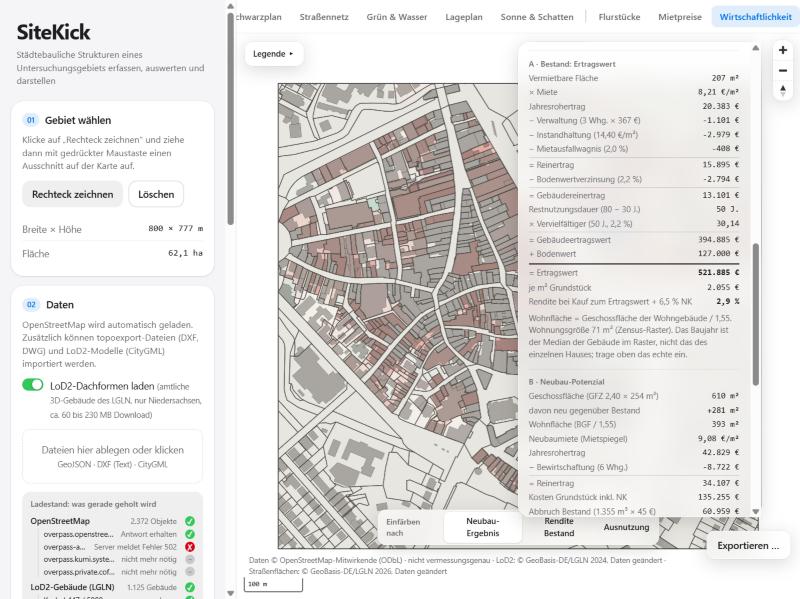 SiteKick
Städtebauliche Strukturen eines
Untersuchungsgebiets erfassen, auswerten und
darstellen
01 Gebiet wählen
Klicke auf „Rechteck zeichnen" und ziehe
dann mit gedrückter Maustaste einen
Ausschnitt auf der Karte auf.
Rechteck zeichnen Löschen
Breite × Höhe 800 × 777 m
Fläche 62,1 ha
02 Daten
OpenStreetMap wird automatisch geladen.
Zusätzlich können topoexport-Dateien (DXF,
DWG) und LoD2-Modelle (CityGML)
importiert werden.
LoD2-Dachformen laden (amtliche
3D-Gebäude des LGLN, nur Niedersachsen,
ca. 60 bis 230 MB Download)
Dateien hier ablegen oder klicken
GeoJSON · DXF (Text) · CityGML
Ladestand: was gerade geholt wird
OpenStreetMap 2.372 Objekte
overpass.openstree... Antwort erhalten
overpass-a... Server meldet Fehler 502
overpass.kumi.syste... nicht mehr nötig
overpass.private.cof... nicht mehr nötig
LoD2-Gebäude (LGLN) 1.125 Gebäude
chwarzplan Straßennetz Grün & Wasser Lageplan Sonne & Schatten Flurstücke Mietpreise Wirtschaftlichkeit
Legende
A · Bestand: Ertragswert
Vermietbare Fläche 207 m²
× Miete 8,21 €/m²
Jahresrohertrag 20.383 €
− Verwaltung (3 Whg. × 367 €) -1.101 €
− Instandhaltung (14,40 €/m²) -2.979 €
− Mietausfallwagnis (2,0 %) -408 €
= Reinertrag 15.895 €
− Bodenwertverzinsung (2,2 %) -2.794 €
= Gebäudereinertrag 13.101 €
Restnutzungsdauer (80 − 30 J.) 50 J.
× Vervielfältiger (50 J., 2,2 %) 30,14
= Gebäudeertragswert 394.885 €
+ Bodenwert 127.000 €
= Ertragswert 521.885 €
je m² Grundstück 2.055 €
Rendite bei Kauf zum Ertragswert + 6,5 % NK 2,9 %
Wohnfläche = Geschossfläche der Wohngebäude / 1,55.
Wohnungsgröße 71 m² (Zensus-Raster). Das Baujahr ist
der Median der Gebäude im Raster, nicht das des
einzelnen Hauses; trage oben das echte ein.
B · Neubau-Potenzial
Geschossfläche (GFZ 2,40 × 254 m²) 610 m²
davon neu gegenüber Bestand +281 m²
Wohnfläche (BGF / 1,55) 393 m²
Neubaumiete (Mietspiegel) 9,08 €/m²
Jahresrohertrag 42.829 €
− Bewirtschaftung (6 Whg.) -8.722 €
= Reinertrag 34.107 €
Kosten Grundstück inkl. NK 135.255 €
Abbruch Bestand (1.355 m³ × 45 €) 60.959 €
Einfärben
nach
Neubau-
Ergebnis
Rendite
Bestand
Ausnutzung
Exportieren ...
Daten © OpenStreetMap-Mitwirkende (ODbL) · nicht vermessungsgenau · LoD2: © GeoBasis-DE/LGLN 2024, Daten geändert ·
Straßenflächen: © GeoBasis-DE/LGLN 2026. Daten geändert
100 m